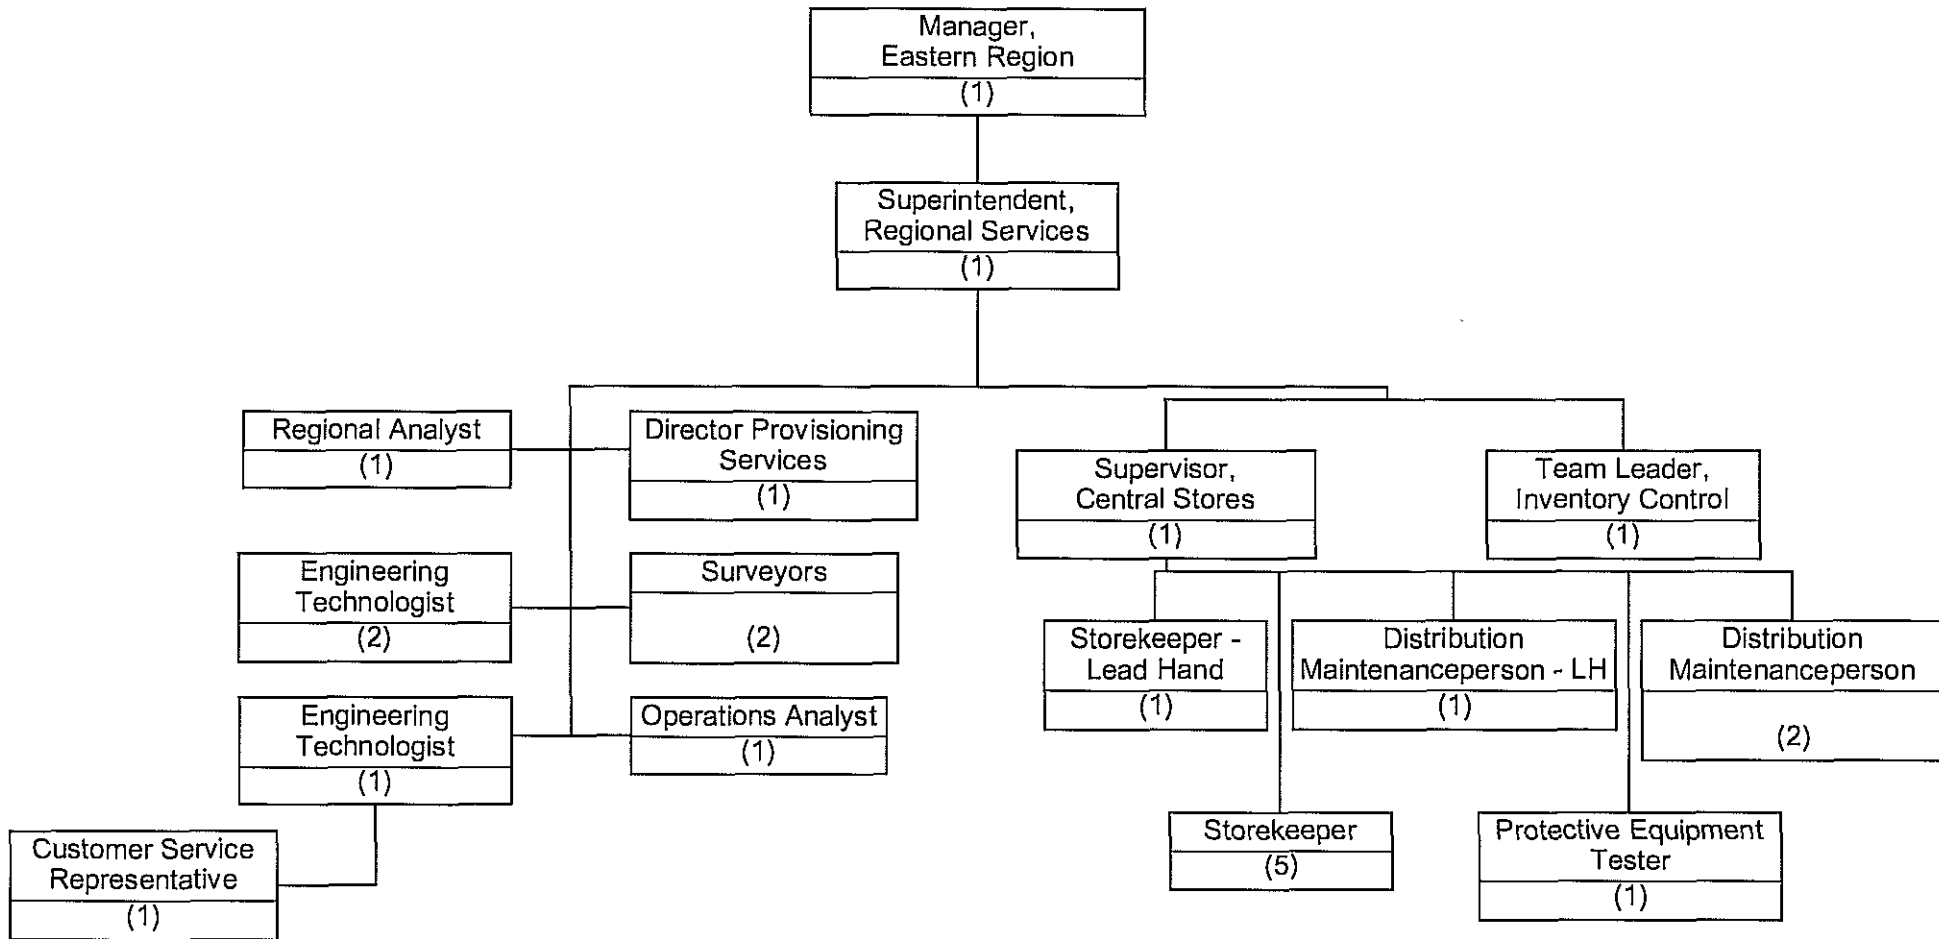 Manager,
Eastern Region
(1)
Superintendent,
Regional Services
(1)
Regional Analyst
(1)
Director Provisioning
Services
(1)
Supervisor,
Central Stores
(1)
Team Leader,
Inventory Control
(1)
Engineering
Technologist
(2)
Surveyors
(2)
Storekeeper -
Lead Hand
(1)
Distribution
Maintenanceperson - LH
(1)
Distribution
Maintenanceperson
(2)
Engineering
Technologist
(1)
Operations Analyst
(1)
Storekeeper
(5)
Protective Equipment
Tester
(1)
Customer Service
Representative
(1)